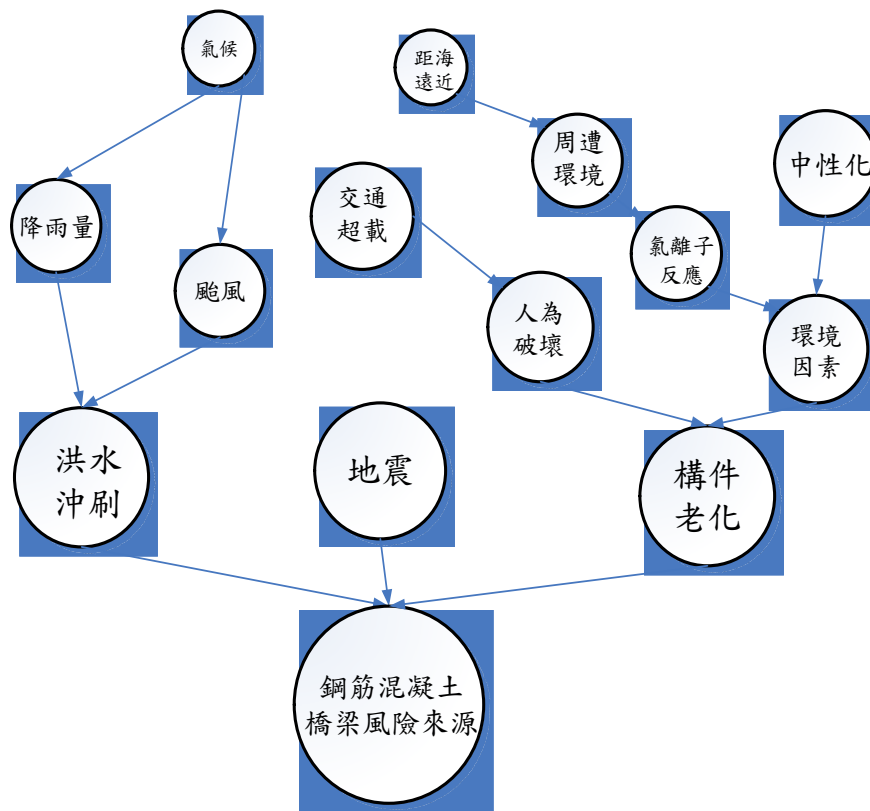 氣候
距海
遠近
周遭
環境
中性化
交通
超載
降雨量
氯離子
反應
颱風
人為
破壞
環境
因素
洪水
沖刷
地震
構件
老化
鋼筋混凝土
橋梁風險來源